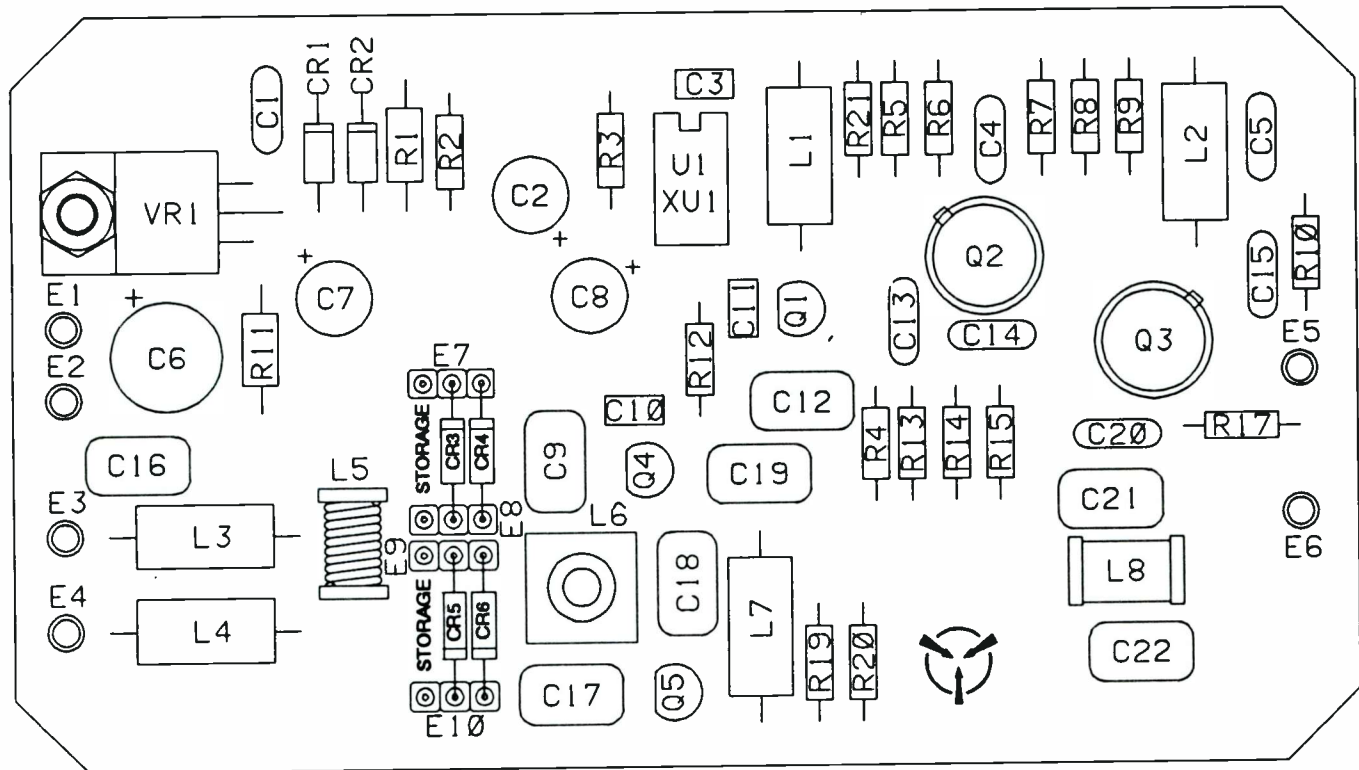 C1
CR1
CR2
R1
R2
C2
+
R3
C3
U1
XU1
L1
R21
R5
R6
C4
R7
R8
R9
L2
C5
VR1
Q2
R10
C15
E1
+
C6
E2
R11
+
C7
C8
+
R12
C11
Q1
C13
C14
Q3
E5
E7
STORAGE
CR3
CR4
E8
C9
C10
Q4
C12
C19
R4
R13
R14
R15
C20
R17
C16
L5
E3
L3
E4
L4
E9
STORAGE
CR5
CR6
E10
L6
C18
C17
Q5
L7
R19
R20
C21
L8
C22
E6